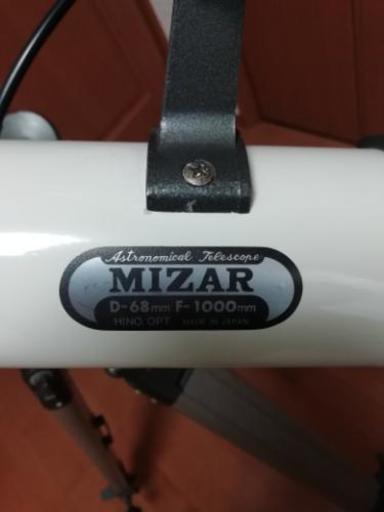 Astronomical Telescope
MIZAR
D-68mm F-1000mm
HINO. OPT. MADE IN JAPAN